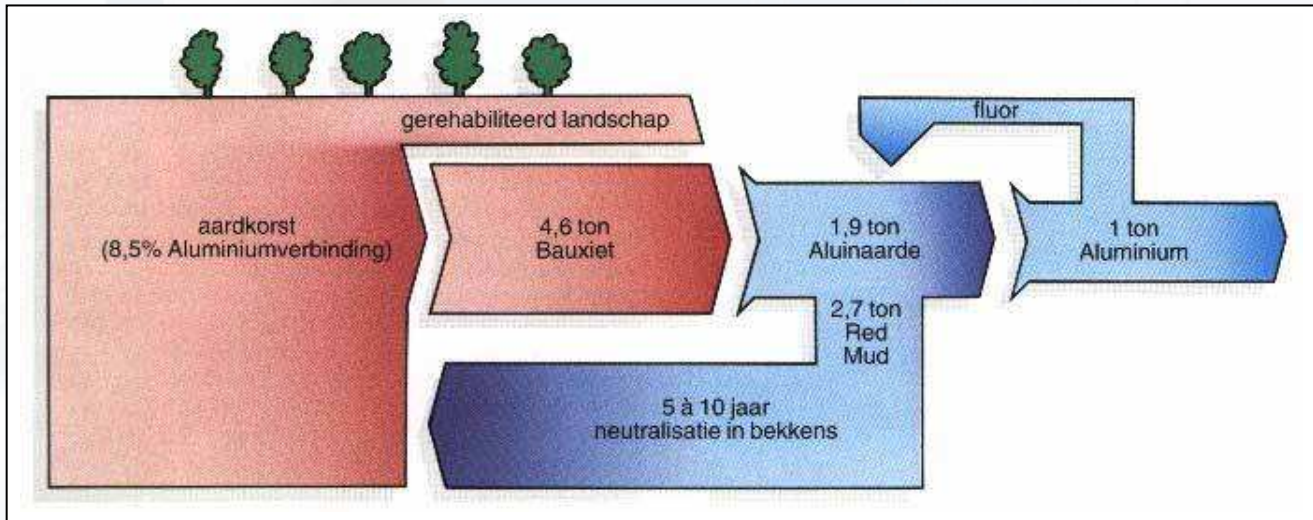 gerehabiliteerd landschap
fluor
aardkorst
(8,5% Aluminiumverbinding)
4,6 ton
Bauxiet
1,9 ton
Aluinaarde
1 ton
Aluminium
2,7 ton
Red
Mud
5 à 10 jaar
neutralisatie in bekkens